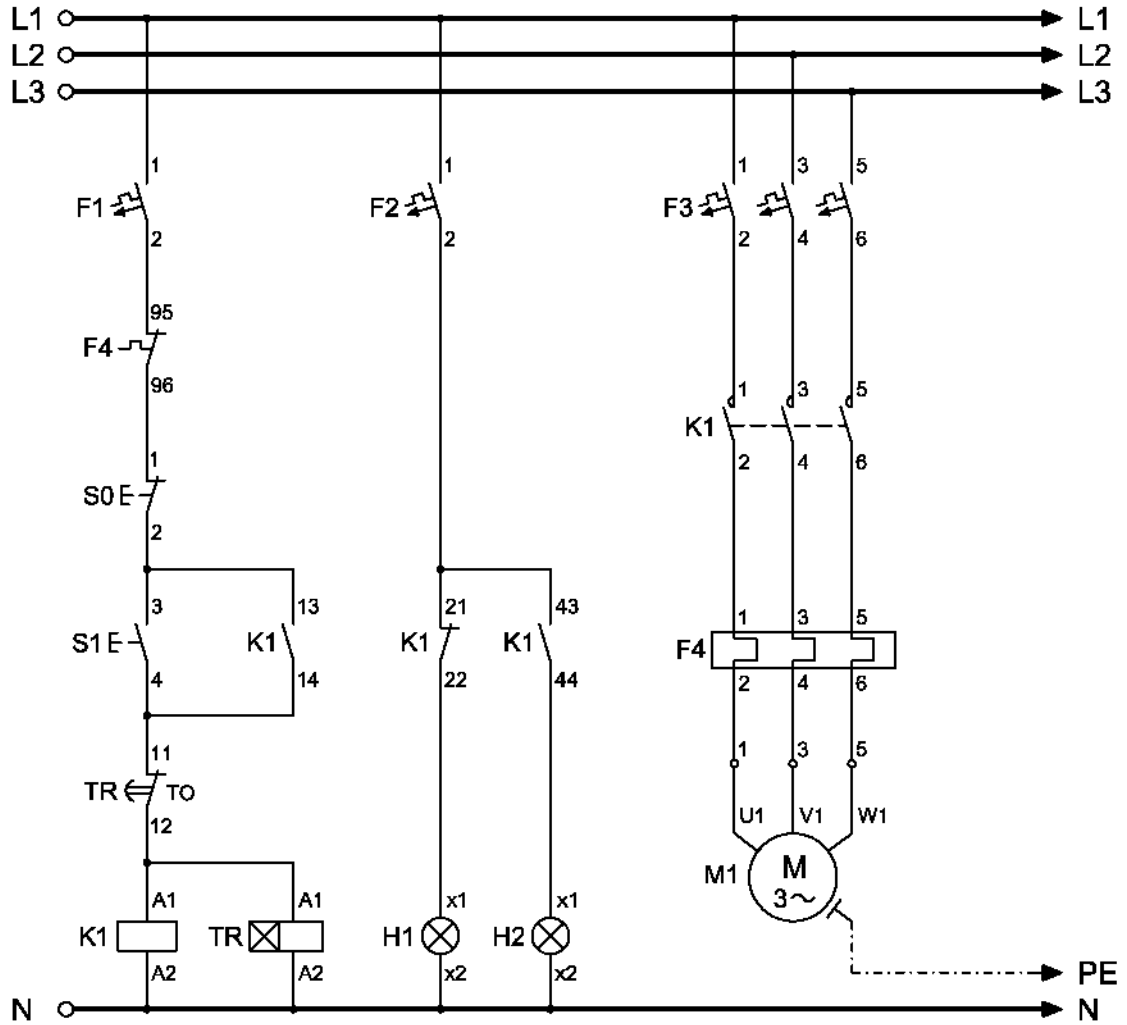 L1 L1
L2 L2
L3 L3
1 1 1 3 5
F1 F2 F3
2 2 2 4 6
95
F4
96
1 3 5
K1
2 4 6
1
S0
2
3 13 21 43
S1 K1 K1 K1
4 14 22 44
1 3 5
F4
2 4 6
11
TR TO
12
1 3 5
U1 V1 W1
M1 M
3~
A1 A1 x1 x1
K1 TR H1 H2
A2 A2 x2 x2
PE
N N